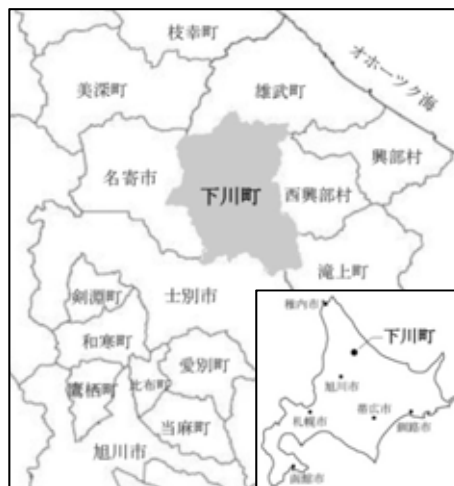 枝幸町
美深町
雄武町
オホーツク海
興部村
名寄市
下川町
西興部村
滝上町
士別市
剣淵町
和寒町
愛別町
鷹栖町
比布町
当麻町
旭川市
稚内市
下川町
旭川市
帯広市
札幌市
釧路市
函館市